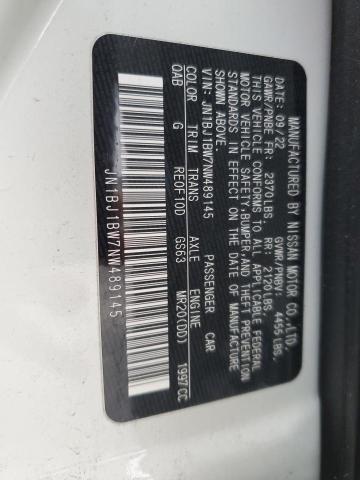 MANUFACTURED BY NISSAN MOTOR CO.,LTD.
09/22 GVWR/PNBV: 4455 LBS.
GAWR/PNBE FR: 2370LBS. RR: 2120LBS.
THIS VEHICLE CONFORMS TO ALL APPLICABLE FEDERAL
MOTOR VEHICLE SAFETY,BUMPER,AND THEFT PREVENTION
STANDARDS IN EFFECT ON THE DATE OF MANUFACTURE
SHOWN ABOVE.
VIN: JN1BJ1BW7NW489145 PASSENGER CAR
COLOR TRIM TRANS AXLE ENGINE
QAB G RE0F10D GS63 MR20(DD) 1997CC
JN1BJ1BW7NW489145